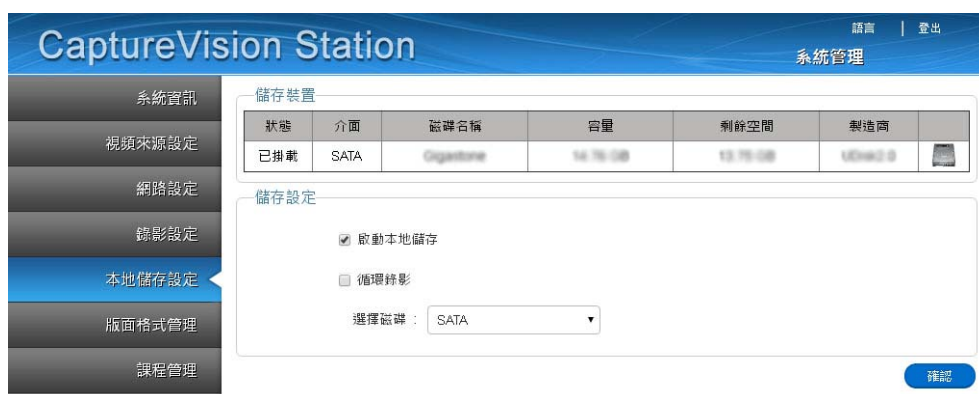 CaptureVision Station
語言 | 登出
系統管理
系統資訊
視頻來源設定
網路設定
錄影設定
本地儲存設定
版面格式管理
課程管理
儲存裝置
狀態 介面 磁碟名稱 容量 剩餘空間 製造商
已掛載 SATA
儲存設定
啟動本地儲存
循環錄影
選擇磁碟 : SATA
確認